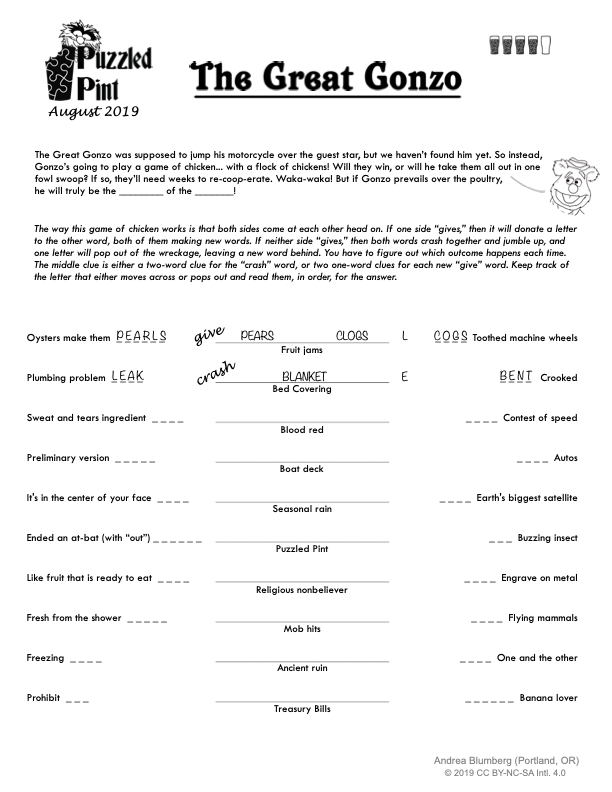 Puzzled
Pint
August 2019
The Great Gonzo
The Great Gonzo was supposed to jump his motorcycle over the guest star, but we haven't found him yet. So instead,
Gonzo's going to play a game of chicken... with a flock of chickens! Will they win, or will he take them all out in one
fowl swoop? If so, they'll need weeks to re-coop-erate. Waka-waka! But if Gonzo prevails over the poultry,
he will truly be the ________ of the _______!
The way this game of chicken works is that both sides come at each other head on. If one side "gives," then it will donate a letter
to the other word, both of them making new words. If neither side "gives," then both words crash together and jumble up, and
one letter will pop out of the wreckage, leaving a new word behind. You have to figure out which outcome happens each time.
The middle clue is either a two-word clue for the "crash" word, or two one-word clues for each new "give" word. Keep track of
the letter that either moves across or pops out and read them, in order, for the answer.
Oysters make them PEARLS give PEARS CLOGS L COGS Toothed machine wheels
Fruit jams
Plumbing problem LEAK crash BLANKET E BENT Crooked
Bed Covering
Sweat and tears ingredient _ _ _ _ _ _ _ _ Contest of speed
Blood red
Preliminary version _ _ _ _ _ _ _ _ _ Autos
Boat deck
It's in the center of your face _ _ _ _ _ _ _ _ Earth's biggest satellite
Seasonal rain
Ended an at-bat (with "out") _ _ _ _ _ _ _ _ _ Buzzing insect
Puzzled Pint
Like fruit that is ready to eat _ _ _ _ _ _ _ _ Engrave on metal
Religious nonbeliever
Fresh from the shower _ _ _ _ _ _ _ _ _ Flying mammals
Mob hits
Freezing _ _ _ _ _ _ _ _ One and the other
Ancient ruin
Prohibit _ _ _ _ _ _ _ _ _ Banana lover
Treasury Bills
Andrea Blumberg (Portland, OR)
© 2019 CC BY-NC-SA Intl. 4.0